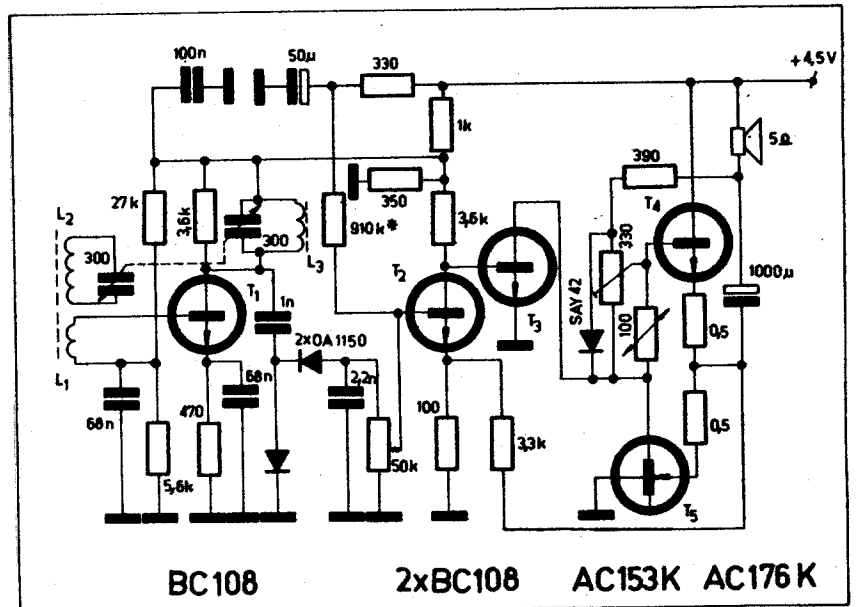 100n
50µ
330
+4,5V
1k
5Ω
390
350
27k
3,6k
L2
300
300
L3
910k*
3,6k
T4
330
T1
T2
T3
1000µ
SAY 42
100
0,5
1n
2xOA1150
L1
68n
470
68n
2,2n
100
3,3k
0,5
5,6k
50k
T5
BC108
2xBC108
AC153K
AC176K